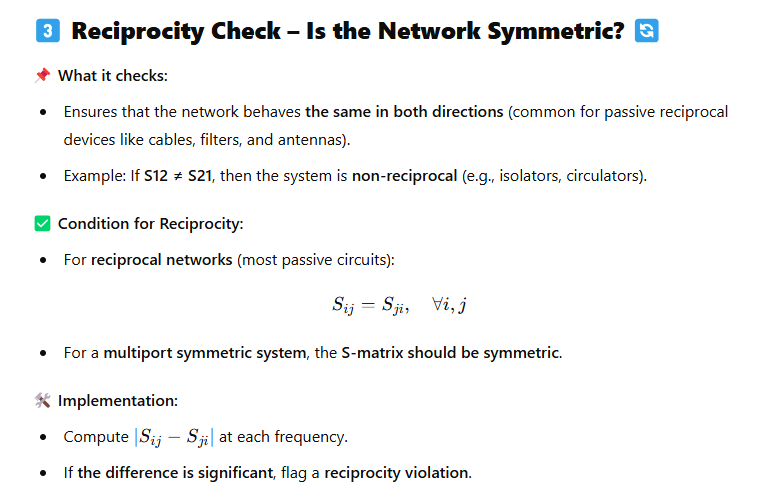 3️⃣ Reciprocity Check – Is the Network Symmetric? 🔄
📌 What it checks:
• Ensures that the network behaves the same in both directions (common for passive reciprocal
devices like cables, filters, and antennas).
• Example: If S12 ≠ S21, then the system is non-reciprocal (e.g., isolators, circulators).
✅ Condition for Reciprocity:
• For reciprocal networks (most passive circuits):
S_{ij} = S_{ji}, ∀i, j
• For a multiport symmetric system, the S-matrix should be symmetric.
🛠 Implementation:
• Compute |S_{ij} − S_{ji}| at each frequency.
• If the difference is significant, flag a reciprocity violation.